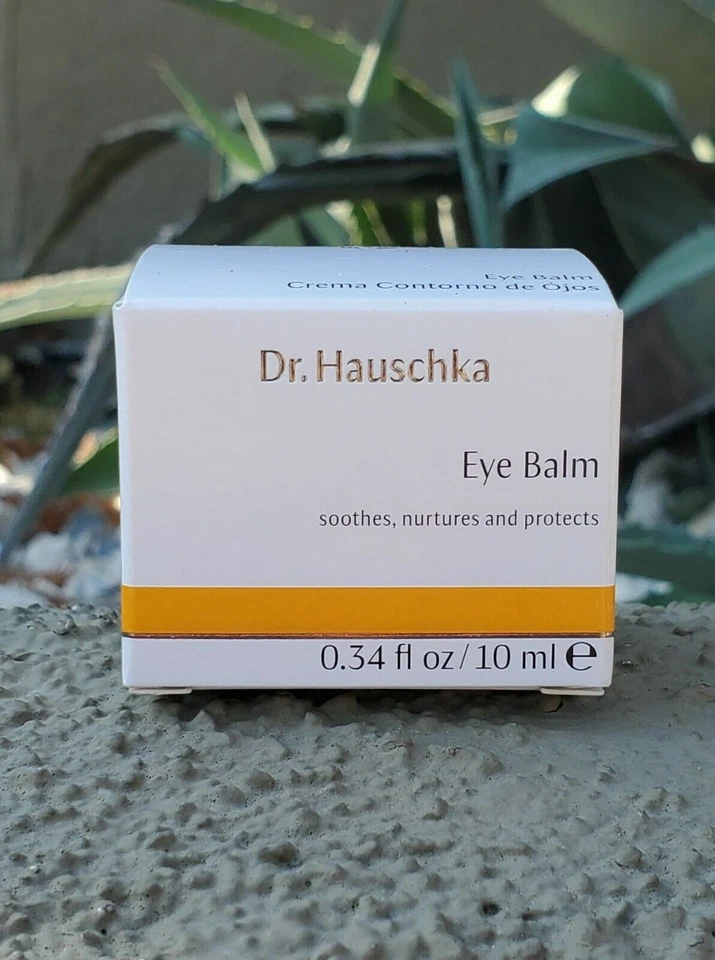 Eye Balm
Crema Contorno de Ojos
Dr. Hauschka
Eye Balm
soothes, nurtures and protects
0.34 fl oz/10 ml ℮